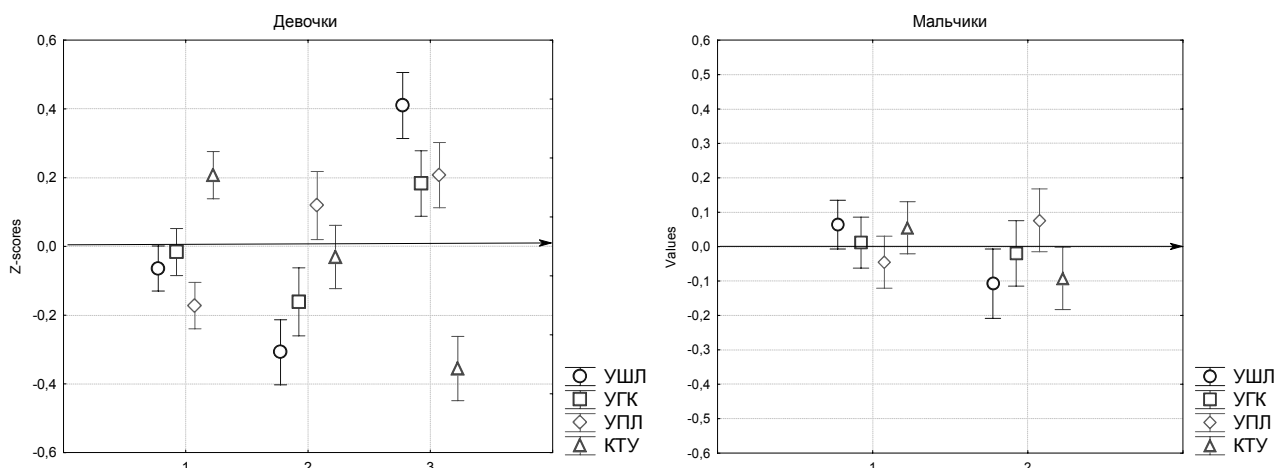 Девочки
0,6
0,4
0,2
0,0
-0,2
-0,4
-0,6
Z-scores
1
2
3
УШЛ
УГК
УПЛ
КТУ
Мальчики
0,6
0,5
0,4
0,3
0,2
0,1
0,0
-0,1
-0,2
-0,3
-0,4
-0,5
-0,6
Values
1
2
УШЛ
УГК
УПЛ
КТУ